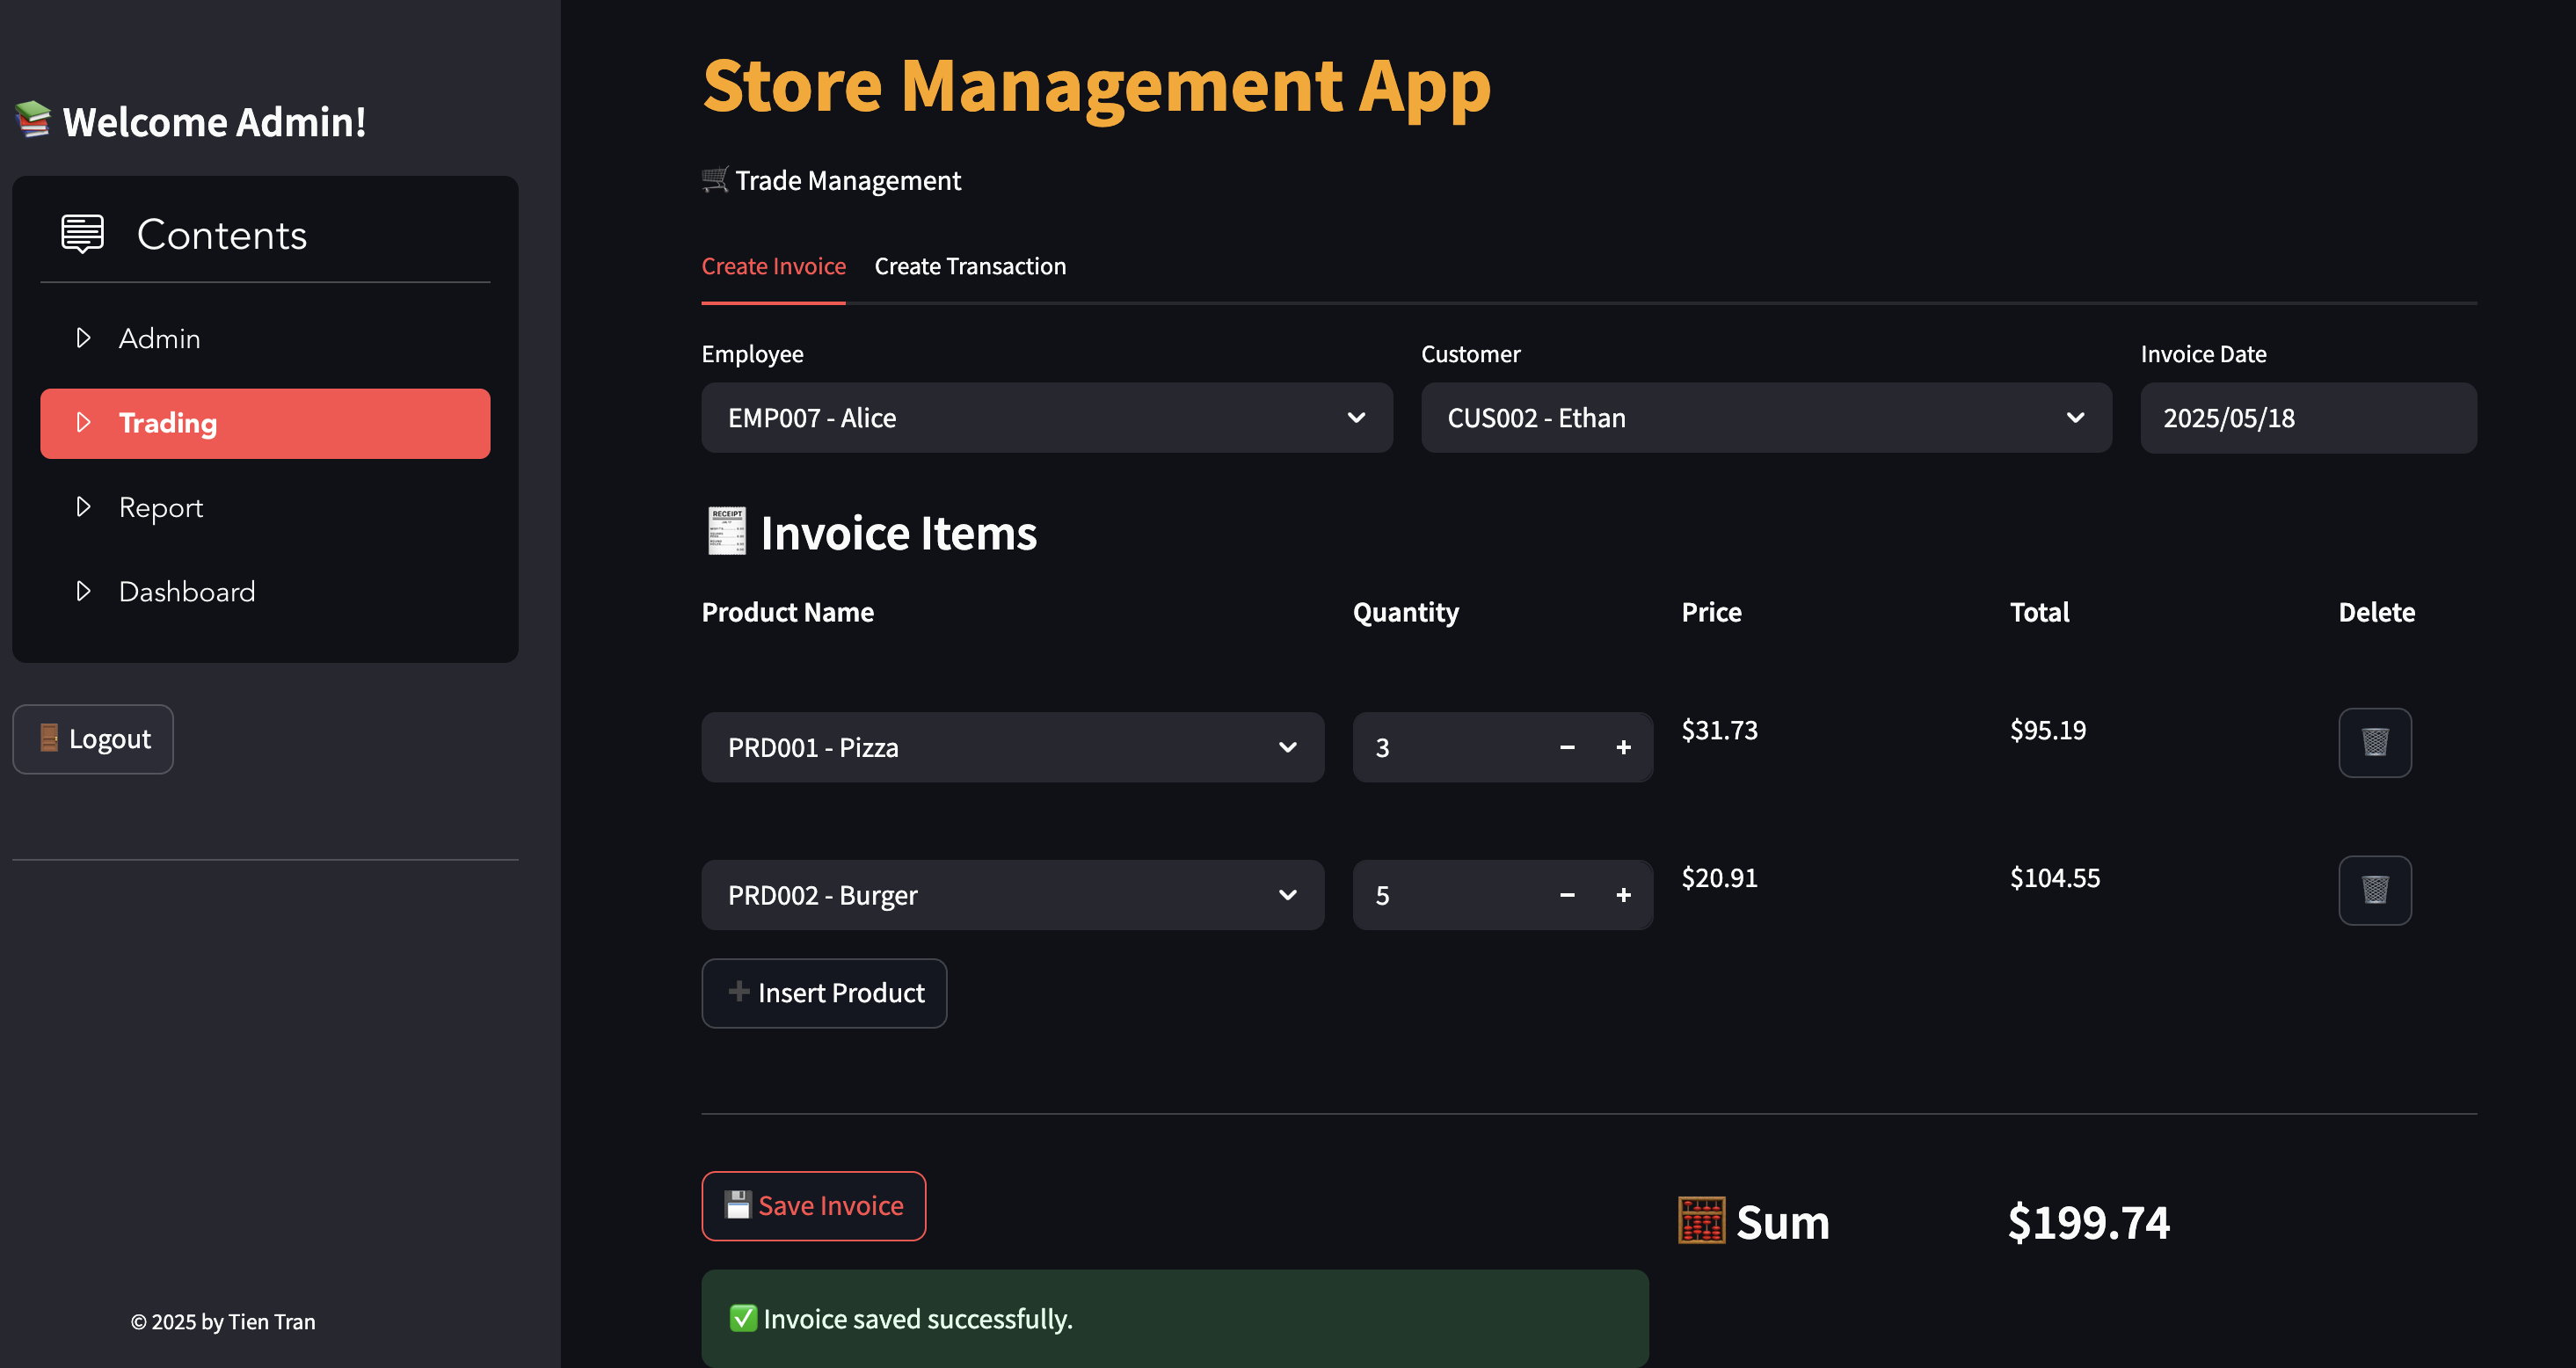 Welcome Admin!
Contents
Admin
Trading
Report
Dashboard
Logout
© 2025 by Tien Tran
Store Management App
Trade Management
Create Invoice Create Transaction
Employee Customer Invoice Date
EMP007 - Alice CUS002 - Ethan 2025/05/18
Invoice Items
Product Name Quantity Price Total Delete
PRD001 - Pizza 3 − + $31.73 $95.19
PRD002 - Burger 5 − + $20.91 $104.55
Insert Product
Save Invoice Sum $199.74
Invoice saved successfully.